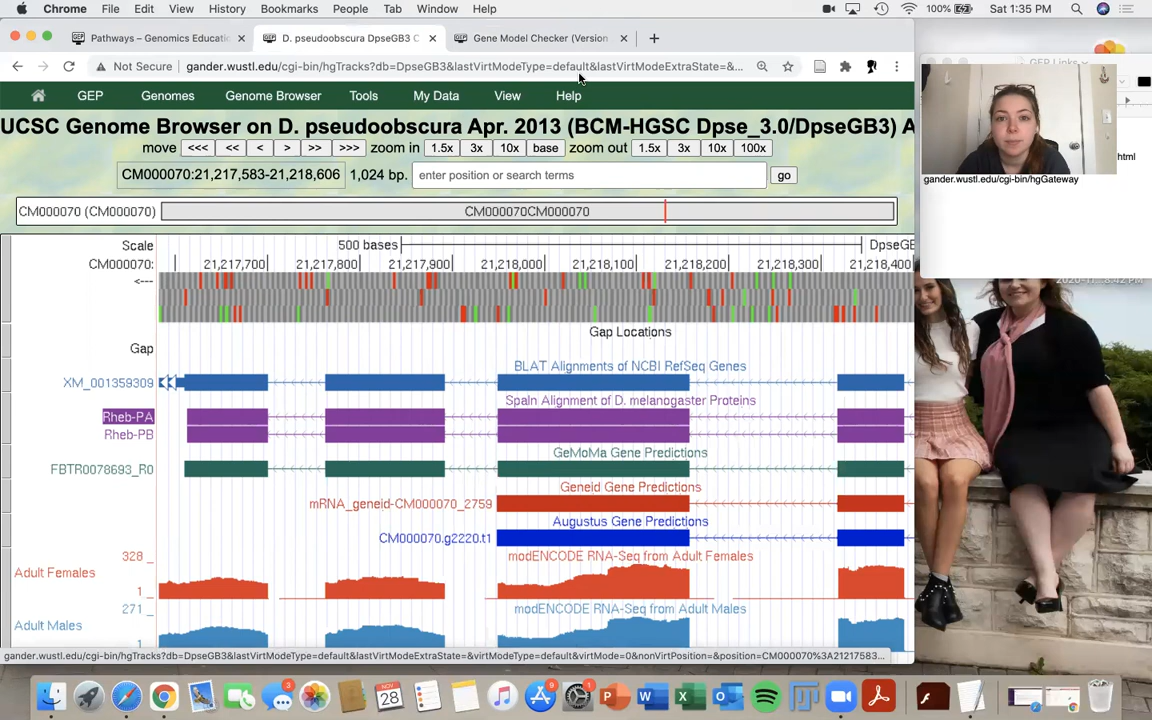 Chrome File Edit View History Bookmarks People Tab Window Help 100% Sat 1:35 PM
Pathways – Genomics Educati × D. pseudoobscura DpseGB3 C × Gene Model Checker (Version × +
Not Secure gander.wustl.edu/cgi-bin/hgTracks?db=DpseGB3&lastVirtModeType=default&lastVirtModeExtraState=&...
GEP Genomes Genome Browser Tools My Data View Help
UCSC Genome Browser on D. pseudoobscura Apr. 2013 (BCM-HGSC Dpse_3.0/DpseGB3) A
move <<< << < > >> >>> zoom in 1.5x 3x 10x base zoom out 1.5x 3x 10x 100x
CM000070:21,217,583-21,218,606 1,024 bp. enter position or search terms go
CM000070 (CM000070) CM000070CM000070
Scale 500 bases DpseGE
CM000070: 21,217,700 21,217,800 21,217,900 21,218,000 21,218,100 21,218,200 21,218,300 21,218,400
<---
Gap Locations
Gap
BLAT Alignments of NCBI RefSeq Genes
XM_001359309
Spaln Alignment of D. melanogaster Proteins
Rheb-PA
Rheb-PB
GeMoMa Gene Predictions
FBTR0078693_R0
Geneid Gene Predictions
mRNA_geneid-CM000070_2759
Augustus Gene Predictions
CM000070.g2220.t1
modENCODE RNA-Seq from Adult Females
328 _
Adult Females
1 _
modENCODE RNA-Seq from Adult Males
271 _
Adult Males
1
gander.wustl.edu/cgi-bin/hgTracks?db=DpseGB3&lastVirtModeType=default&lastVirtModeExtraState=&virtModeType=default&virtMode=0&nonVirtPosition=&position=CM000070%3A21217583...
GEP Links
html
gander.wustl.edu/cgi-bin/hgGateway
3
NOV
28
9
1